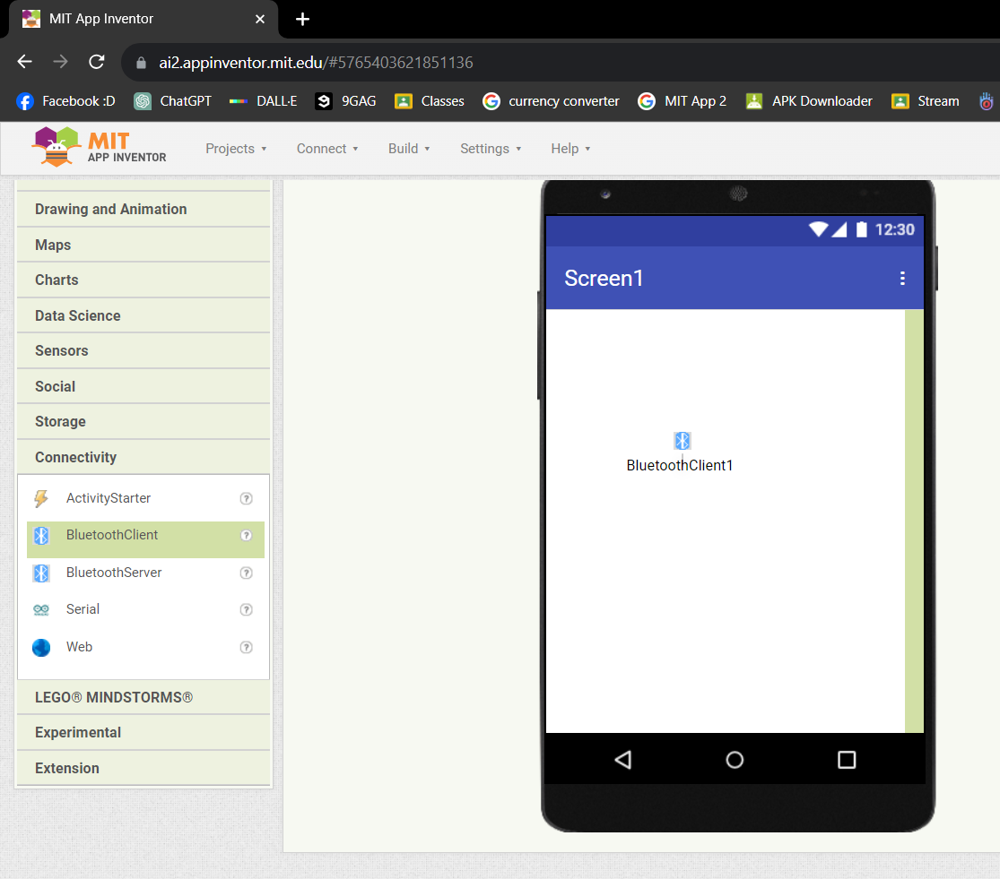 MIT App Inventor
ai2.appinventor.mit.edu/#5765403621851136
Facebook :D ChatGPT DALL·E 9GAG Classes currency converter MIT App 2 APK Downloader Stream
MIT
APP INVENTOR
Projects Connect Build Settings Help
Drawing and Animation
Maps
Charts
Data Science
Sensors
Social
Storage
Connectivity
ActivityStarter ?
BluetoothClient ?
BluetoothServer ?
Serial ?
Web ?
LEGO® MINDSTORMS®
Experimental
Extension
12:30
Screen1
BluetoothClient1